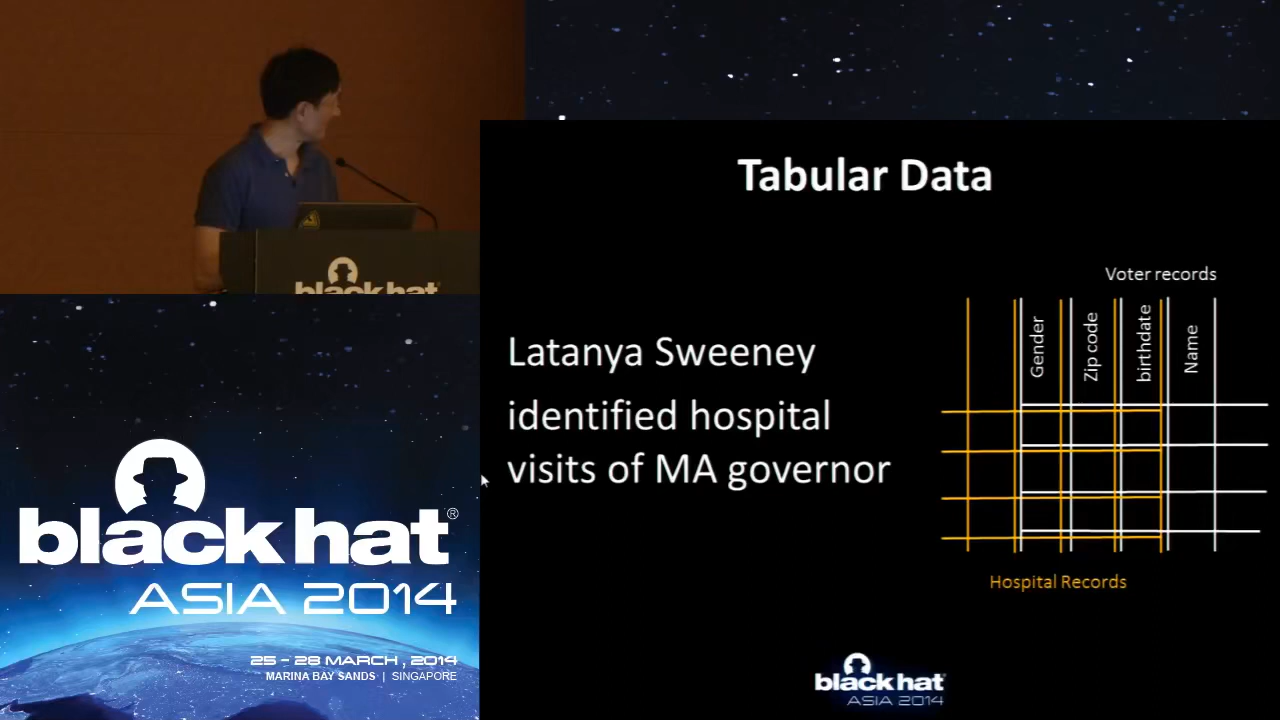 black hat
Tabular Data
Voter records
Gender
Zip code
birthdate
Name
Latanya Sweeney
identified hospital
visits of MA governor
Hospital Records
black hat
ASIA 2014
black hat®
ASIA 2014
25 - 28 MARCH, 2014
MARINA BAY SANDS | SINGAPORE